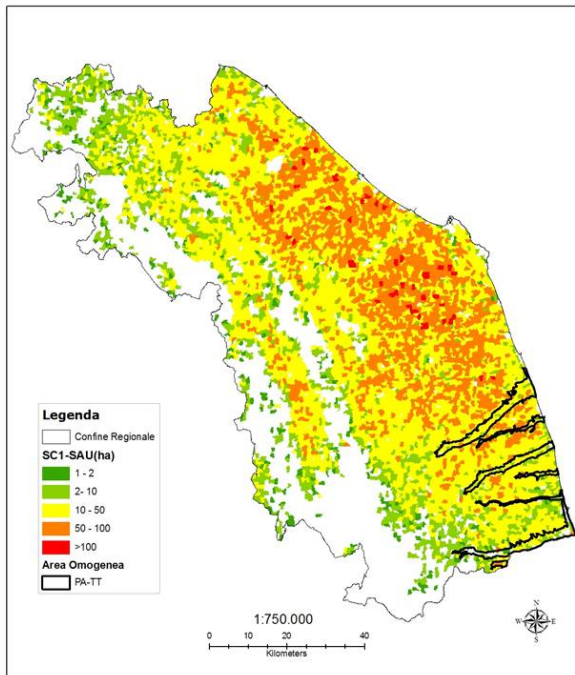 Legenda
Confine Regionale
SC1-SAU(ha)
1 - 2
2- 10
10 - 50
50 - 100
>100
Area Omogenea
PA-TT
1:750.000
0 10 20 40
Kilometers
N
W E
S